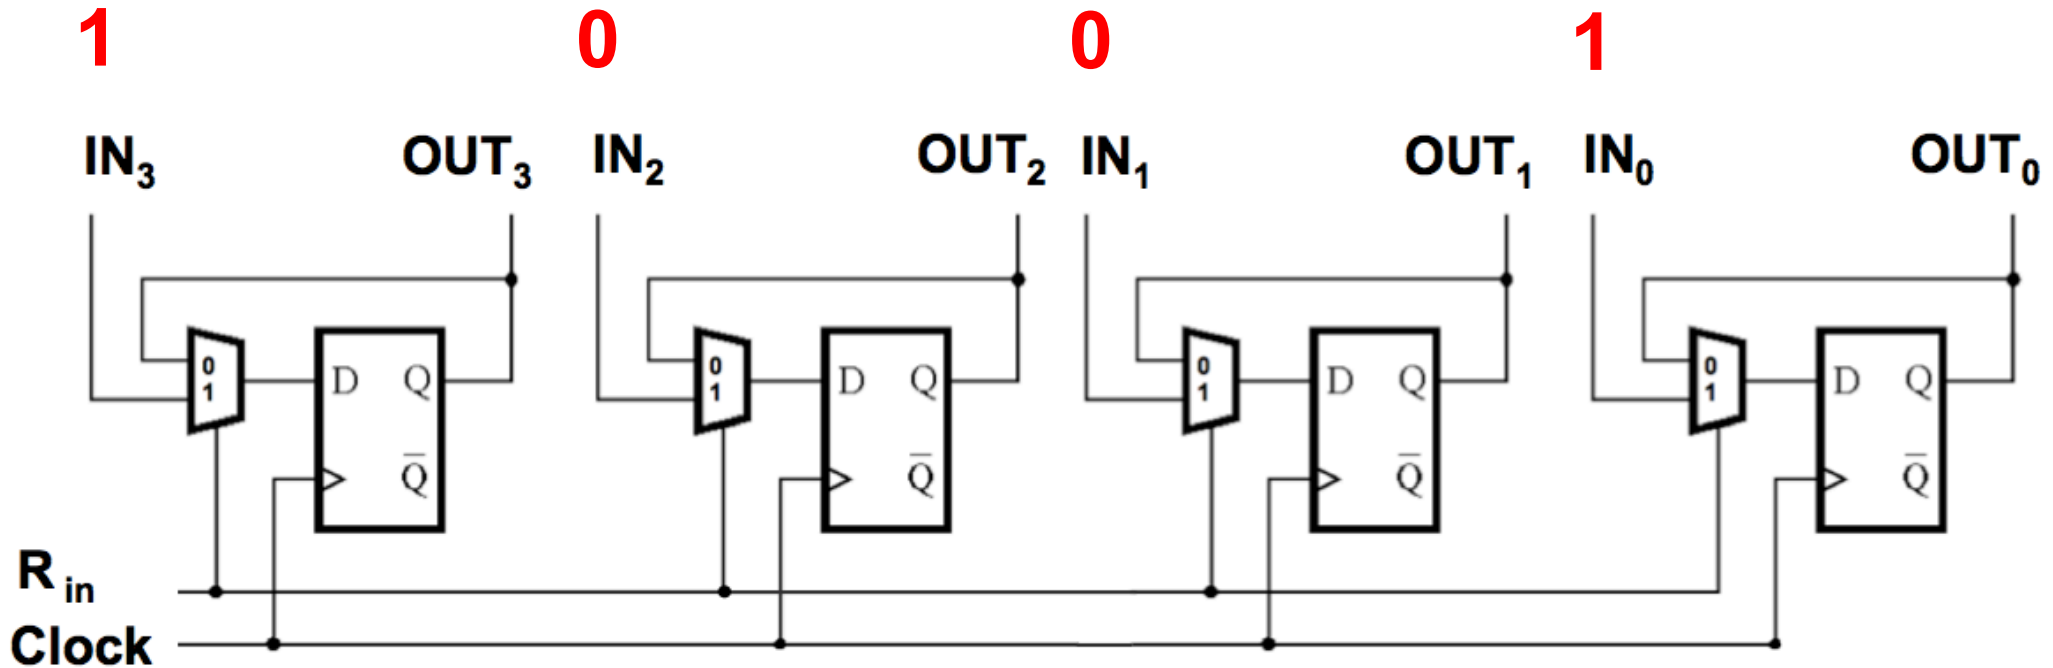 1 0 0 1
IN₃ OUT₃ IN₂ OUT₂ IN₁ OUT₁ IN₀ OUT₀
0 0 0 0
1 D Q 1 D Q 1 D Q 1 D Q
Q̅ Q̅ Q̅ Q̅
R in
Clock